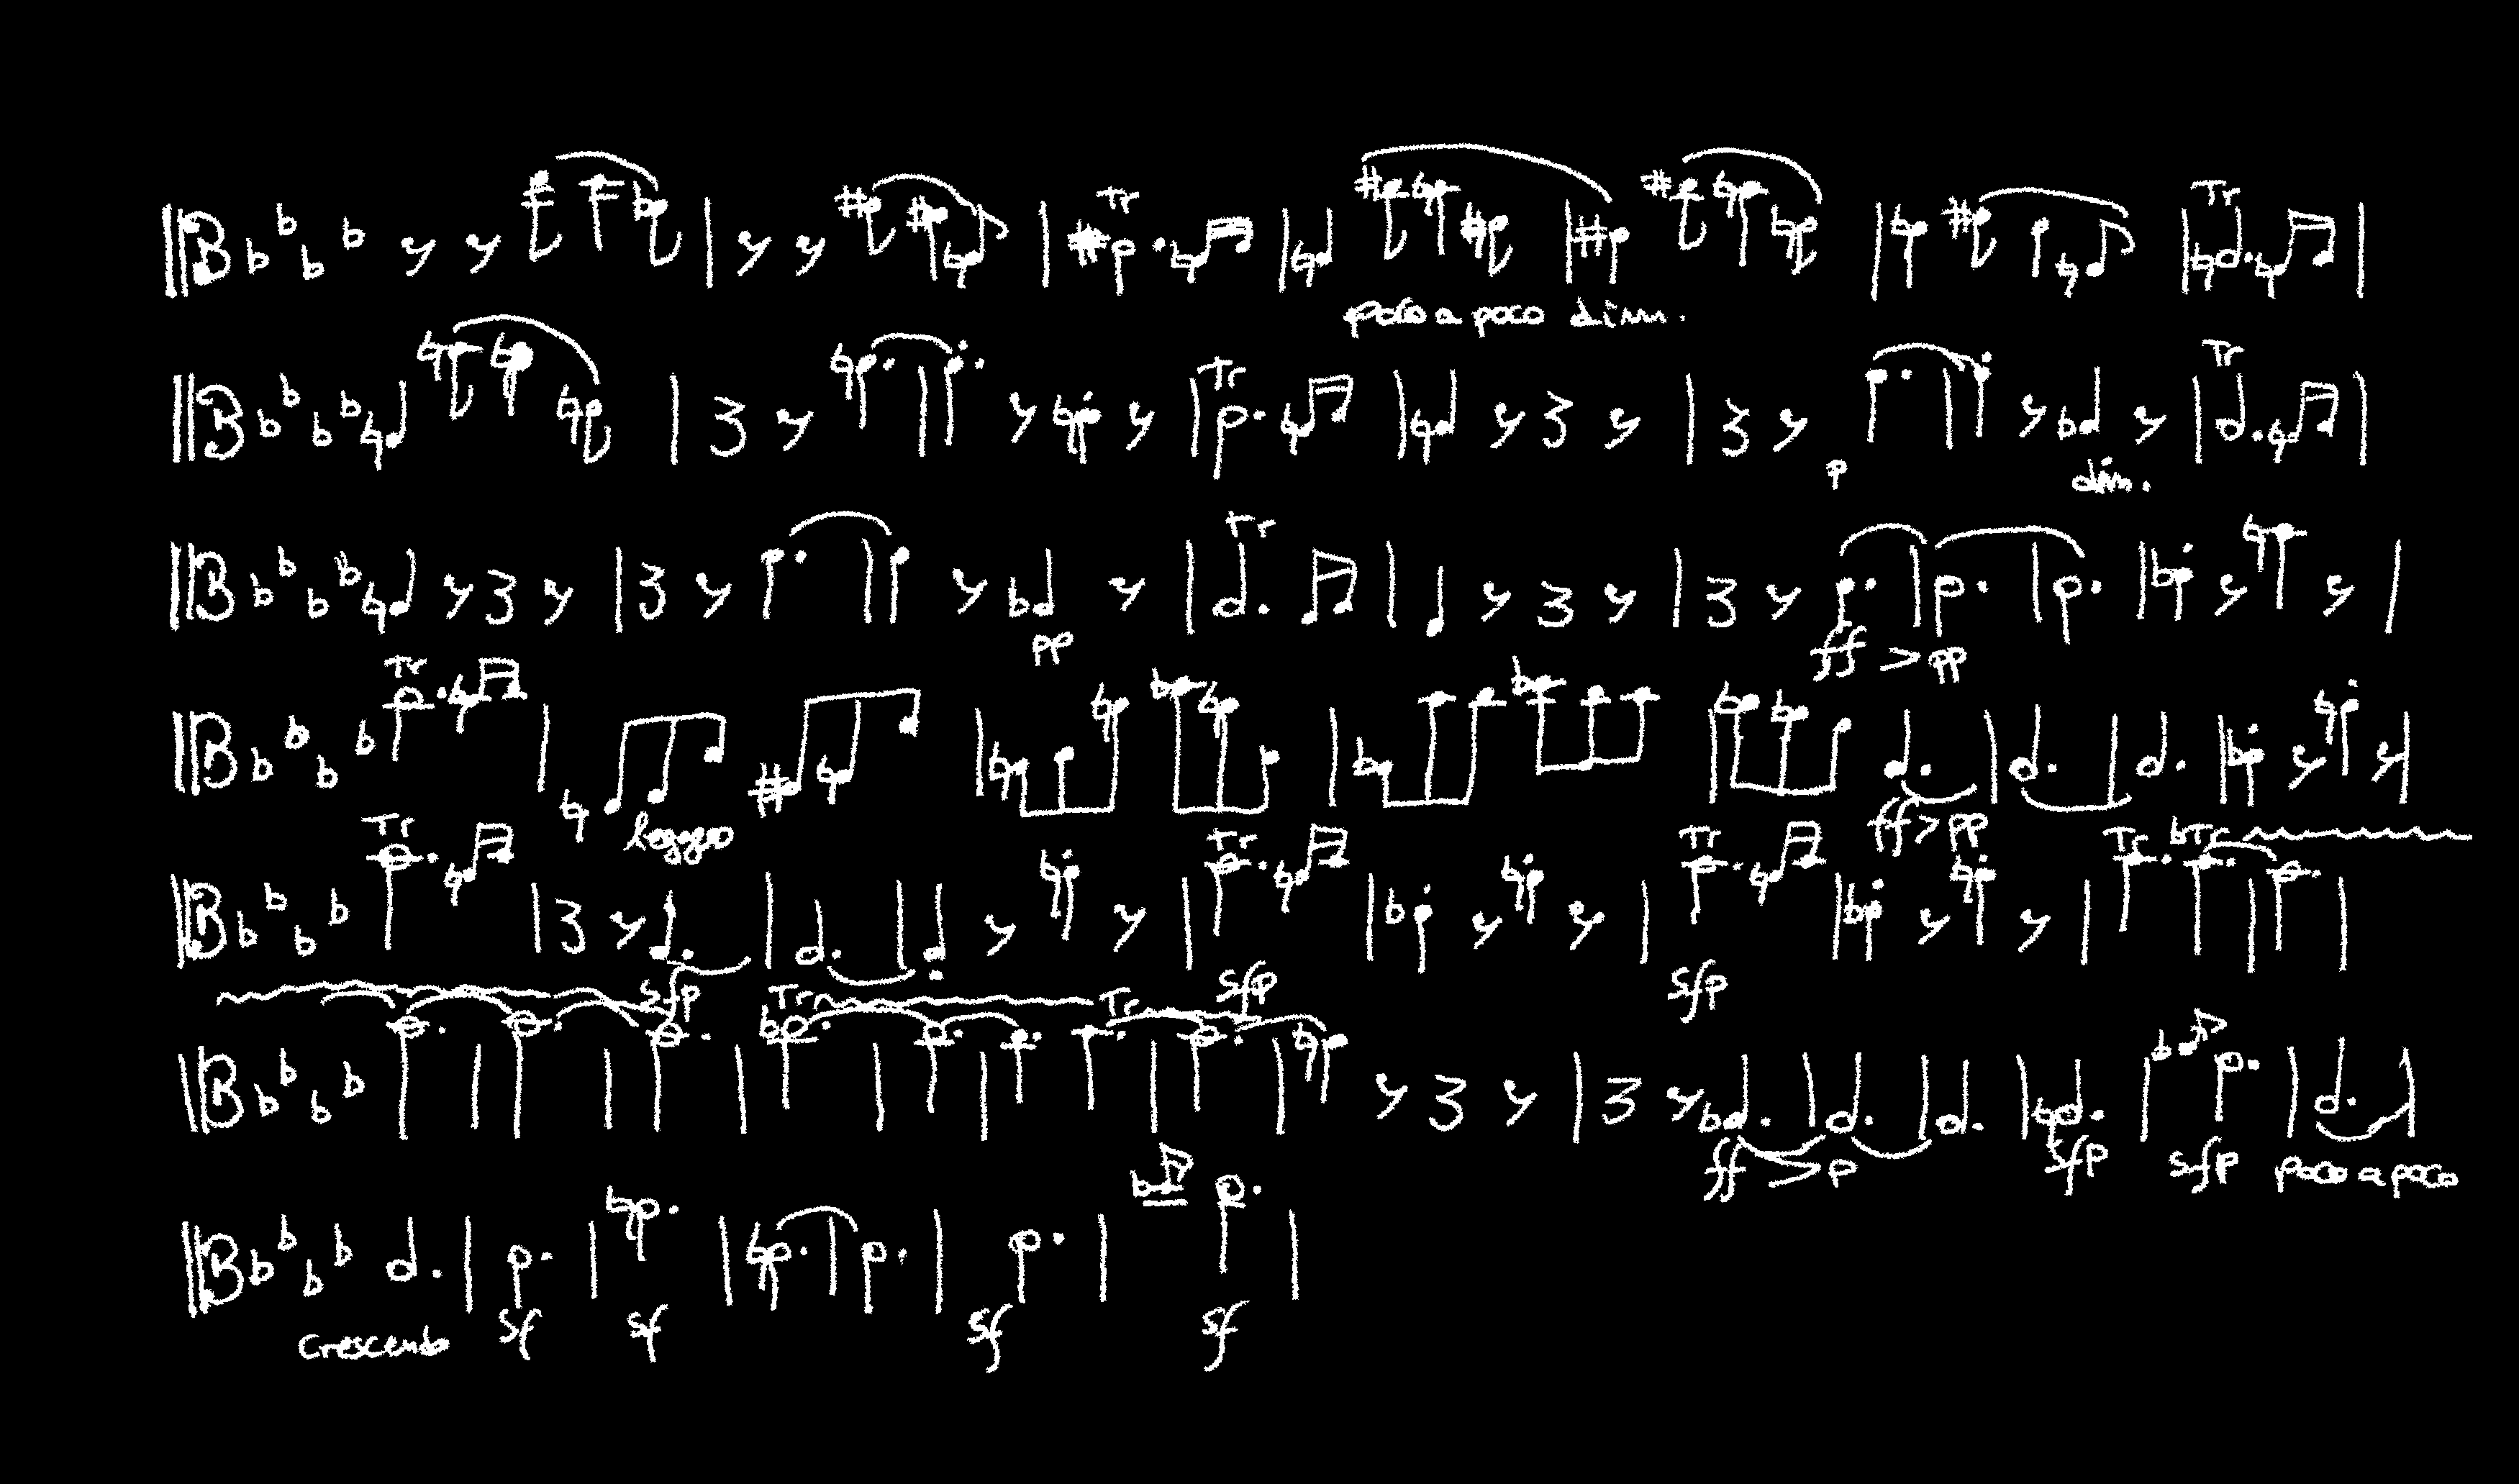 Tr Tr
poco a poco dim.
Tr Tr
p dim.
Tr
pp ff > pp
Tr
leggero ff > pp
Tr Tr Tr Tr Tr
sfp sfp sfp
Tr Tr
ff > p sfp sfp poco a poco
crescendo sf sf sf sf